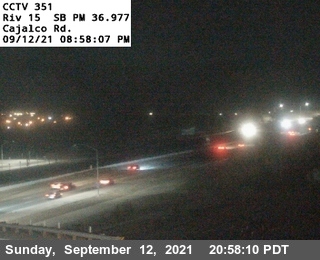 CCTV 351
Riv 15 SB PM 36.977
Cajalco Rd.
09/12/21 08:58:07 PM
Sunday, September 12, 2021 20:58:10 PDT